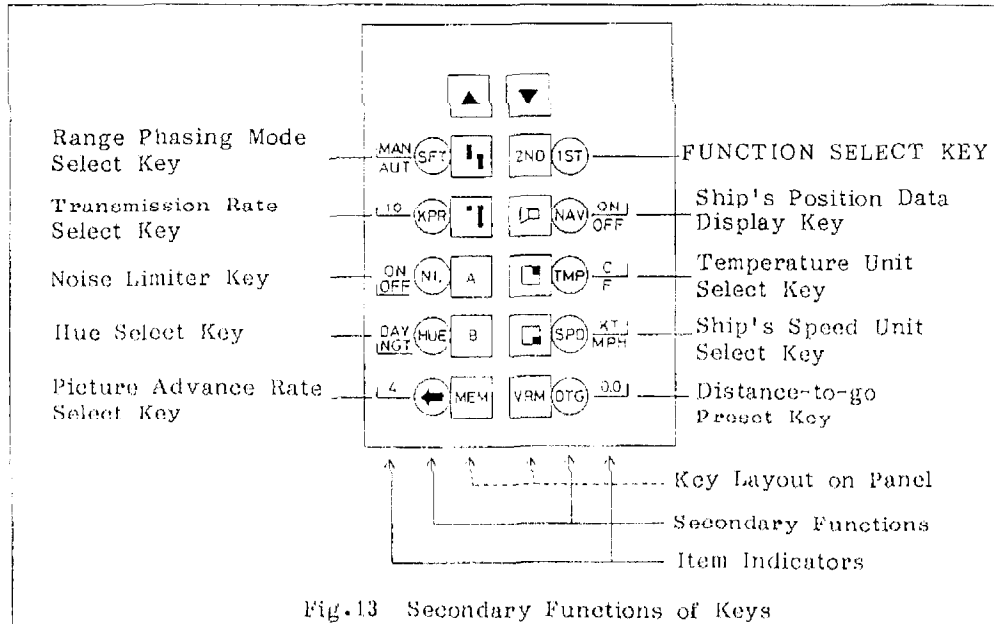 ▲ ▼
Range Phasing Mode
Select Key
MAN
AUT
SFT
2ND
1ST
FUNCTION SELECT KEY
Transmission Rate
Select Key
10
KPR
NAV
ON
OFF
Ship's Position Data
Display Key
Noise Limiter Key
ON
OFF
NL
A
TMP
C
F
Temperature Unit
Select Key
Hue Select Key
DAY
NGT
HUE
B
SPD
KT
MPH
Ship's Speed Unit
Select Key
Picture Advance Rate
Select Key
4
MEM
VRM
DTG
0.0
Distance-to-go
Preset Key
Key Layout on Panel
Secondary Functions
Item Indicators
Fig.13 Secondary Functions of Keys